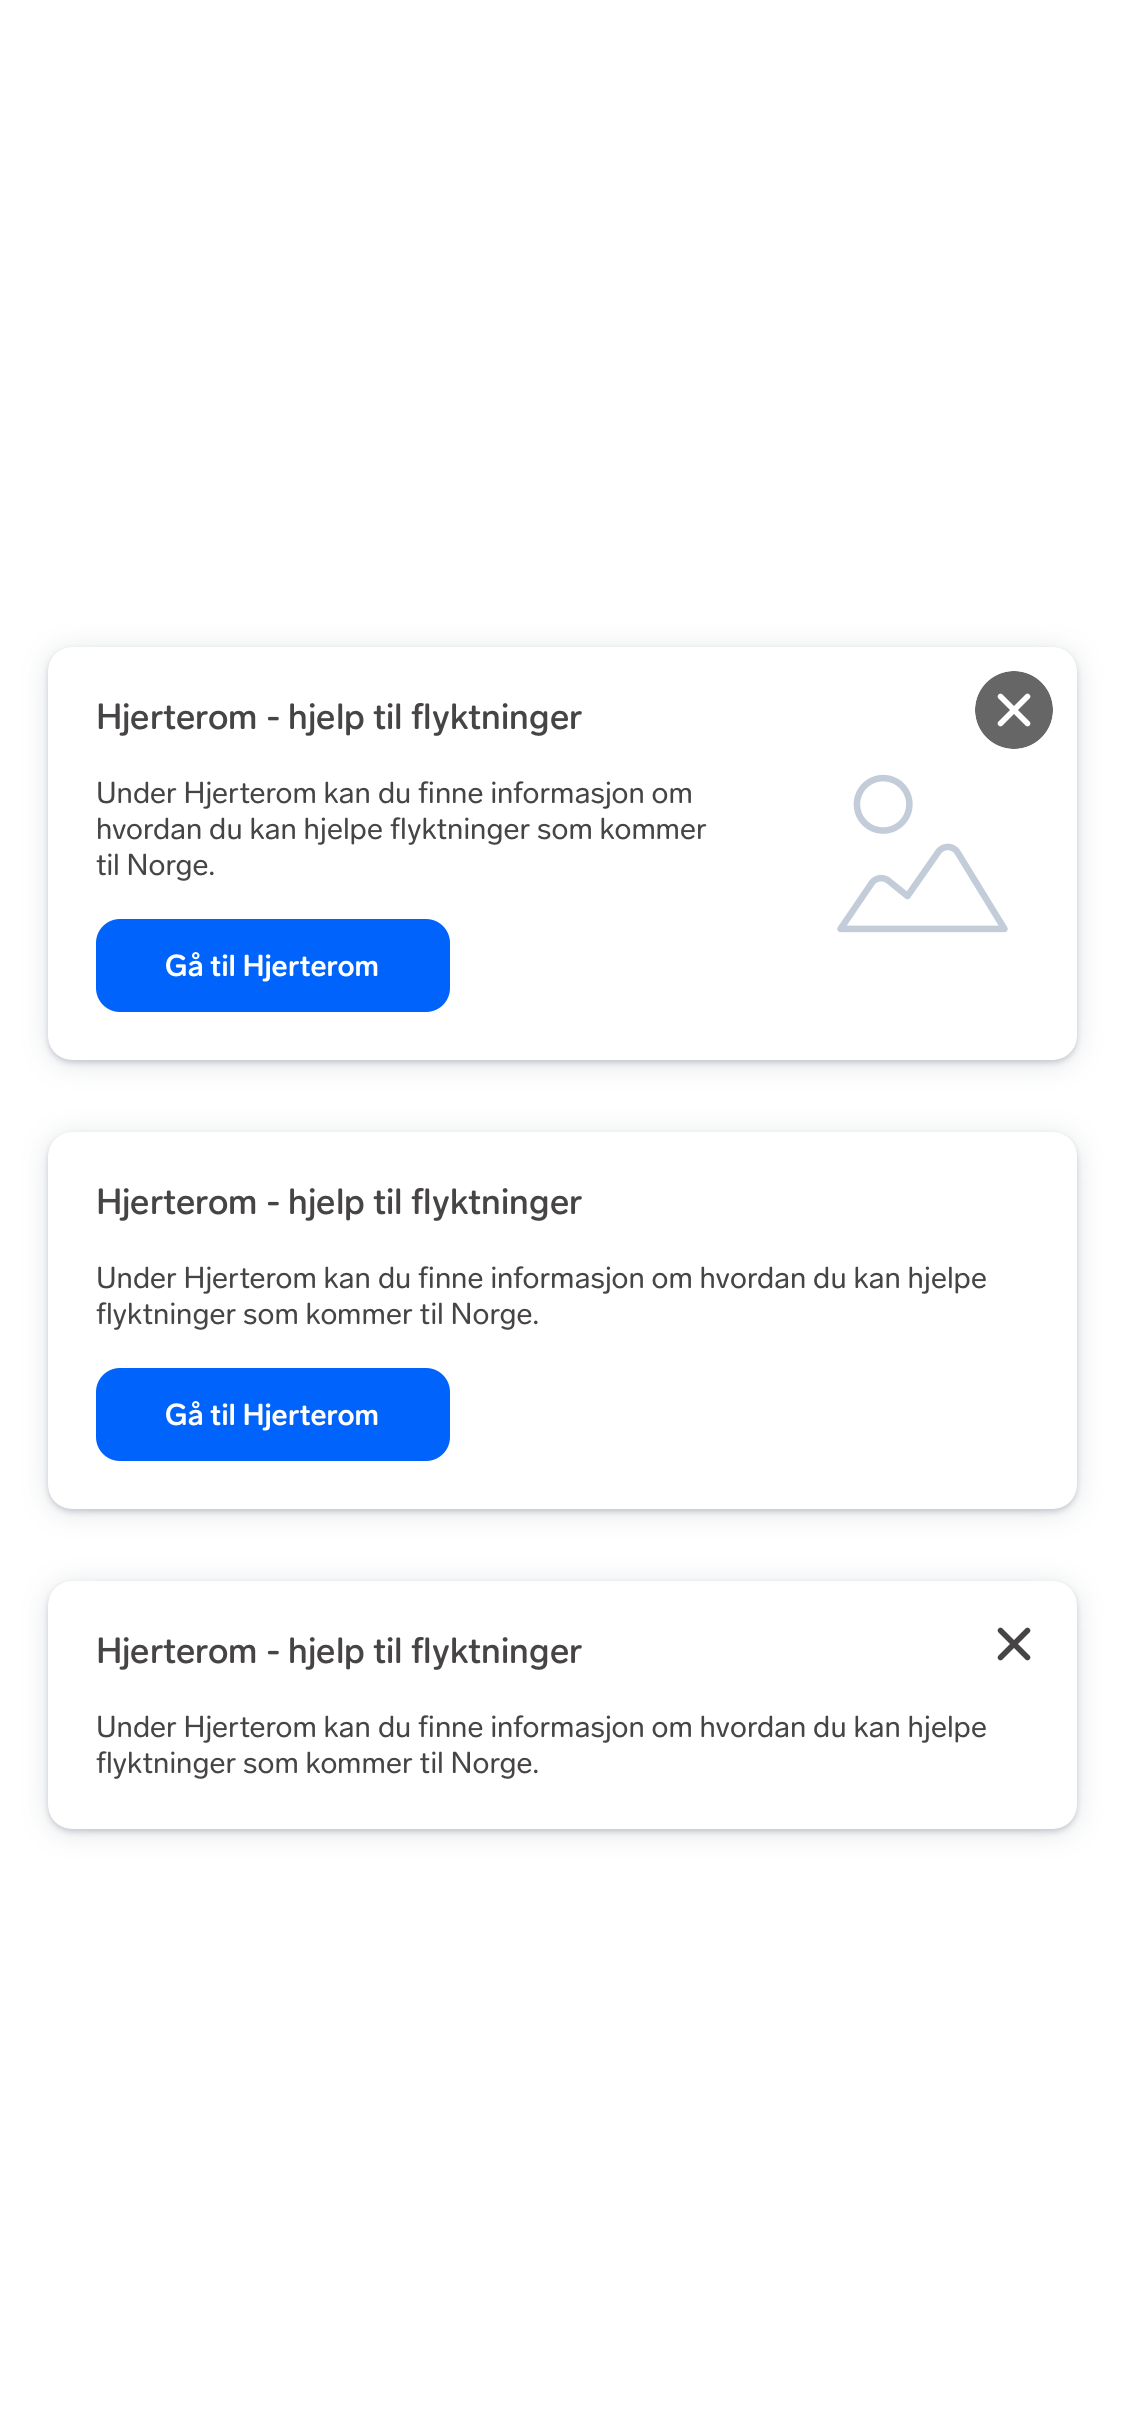 Hjerterom - hjelp til flyktninger
Under Hjerterom kan du finne informasjon om
hvordan du kan hjelpe flyktninger som kommer
til Norge.
Gå til Hjerterom
Hjerterom - hjelp til flyktninger
Under Hjerterom kan du finne informasjon om hvordan du kan hjelpe
flyktninger som kommer til Norge.
Gå til Hjerterom
Hjerterom - hjelp til flyktninger
Under Hjerterom kan du finne informasjon om hvordan du kan hjelpe
flyktninger som kommer til Norge.